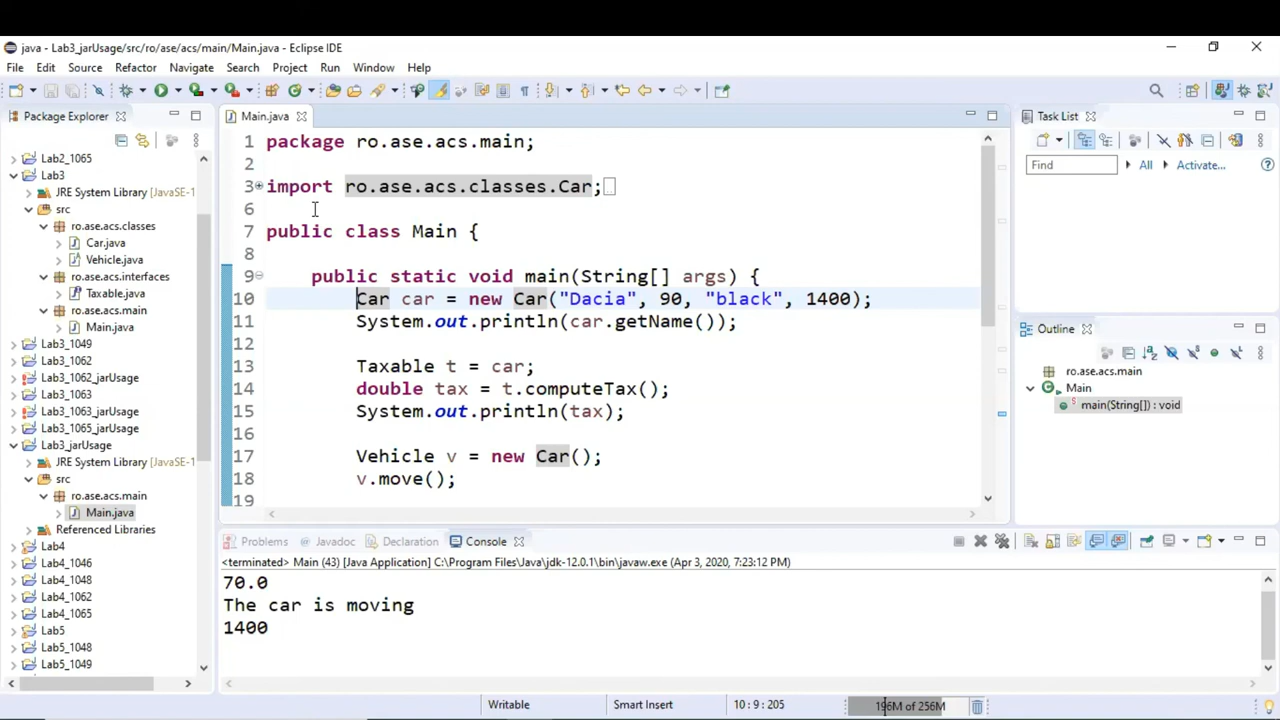 java - Lab3_jarUsage/src/ro/ase/acs/main/Main.java - Eclipse IDE
File Edit Source Refactor Navigate Search Project Run Window Help
Package Explorer
Lab2_1065
Lab3
JRE System Library [JavaSE-1
src
ro.ase.acs.classes
Car.java
Vehicle.java
ro.ase.acs.interfaces
Taxable.java
ro.ase.acs.main
Main.java
Lab3_1049
Lab3_1062
Lab3_1062_jarUsage
Lab3_1063
Lab3_1063_jarUsage
Lab3_1065_jarUsage
Lab3_jarUsage
JRE System Library [JavaSE-1
src
ro.ase.acs.main
Main.java
Referenced Libraries
Lab4
Lab4_1046
Lab4_1048
Lab4_1062
Lab4_1065
Lab5
Lab5_1048
Lab5_1049
Main.java
1 package ro.ase.acs.main;
2
3 import ro.ase.acs.classes.Car;
6
7 public class Main {
8
9 public static void main(String[] args) {
10 Car car = new Car("Dacia", 90, "black", 1400);
11 System.out.println(car.getName());
12
13 Taxable t = car;
14 double tax = t.computeTax();
15 System.out.println(tax);
16
17 Vehicle v = new Car();
18 v.move();
19
Task List
Find All Activate...
Outline
ro.ase.acs.main
Main
main(String[]) : void
Problems Javadoc Declaration Console
<terminated> Main (43) [Java Application] C:\Program Files\Java\jdk-12.0.1\bin\javaw.exe (Apr 3, 2020, 7:23:12 PM)
70.0
The car is moving
1400
Writable Smart Insert 10 : 9 : 205 196M of 256M